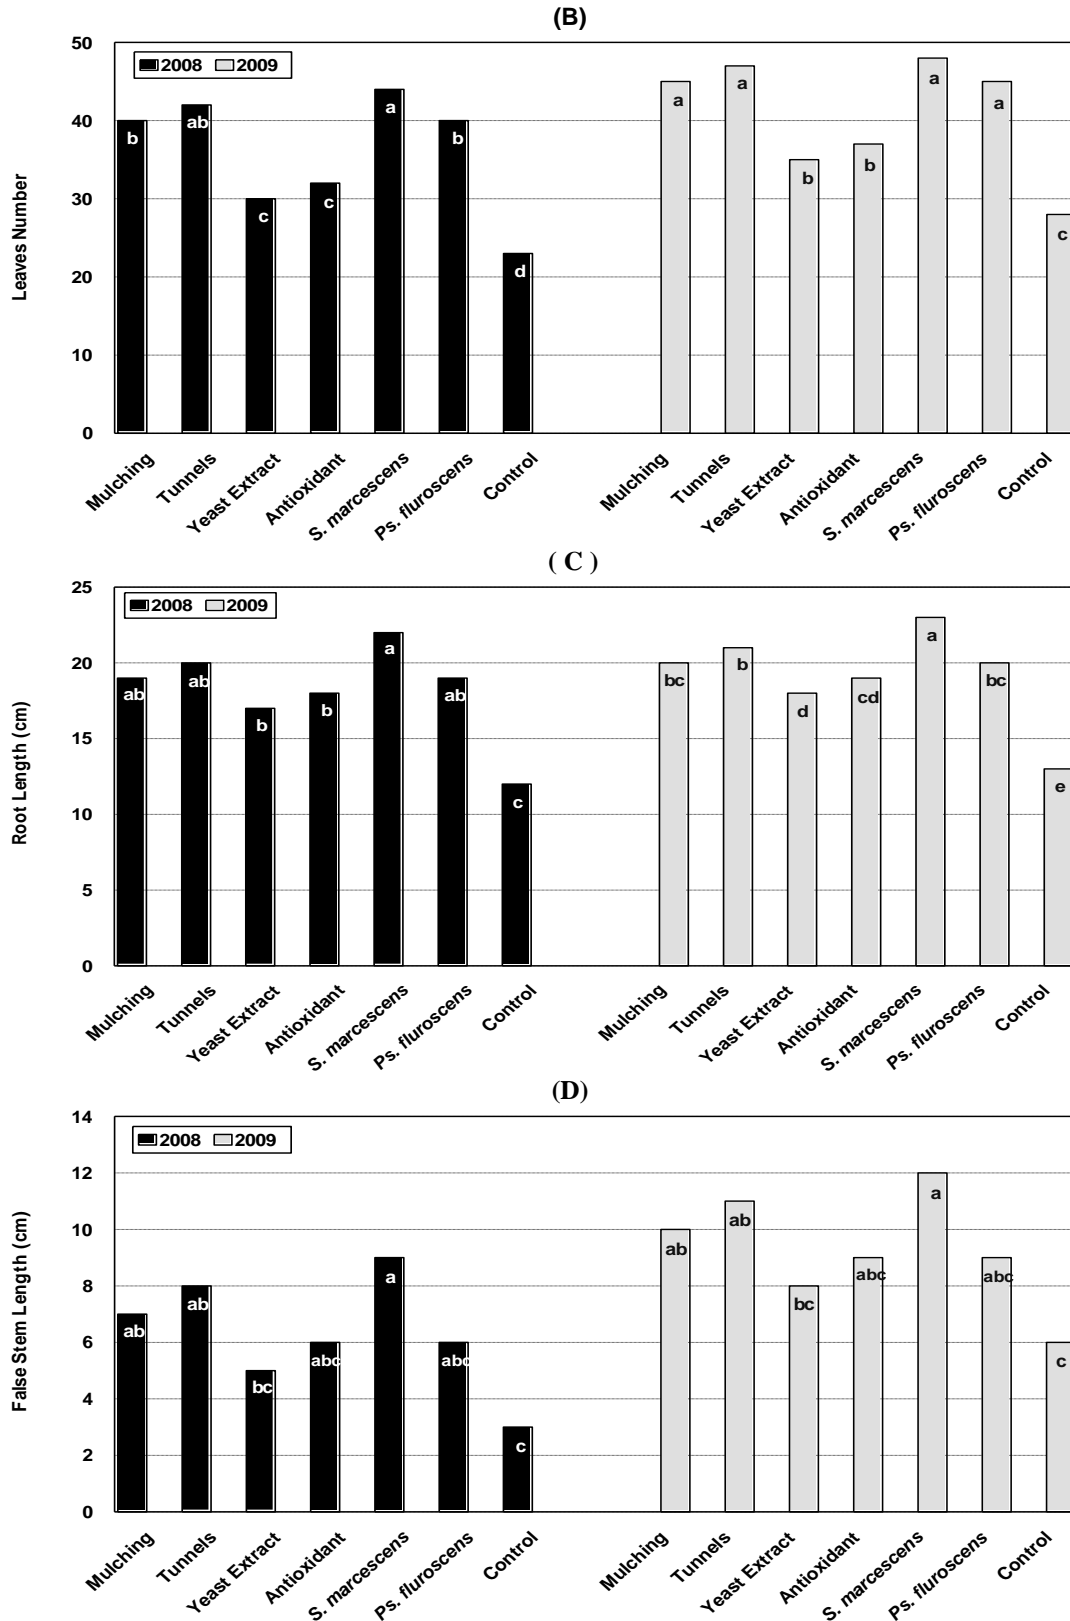 (B)
50
40
30
20
10
0
Leaves Number
2008 2009
b ab c c a b d a a b b a a c
Mulching Tunnels Yeast Extract Antioxidant S. marcescens Ps. fluroscens Control Mulching Tunnels Yeast Extract Antioxidant S. marcescens Ps. fluroscens Control
( C )
25
20
15
10
5
0
Root Length (cm)
2008 2009
ab ab b b a ab c bc b d cd a bc e
Mulching Tunnels Yeast Extract Antioxidant S. marcescens Ps. fluroscens Control Mulching Tunnels Yeast Extract Antioxidant S. marcescens Ps. fluroscens Control
(D)
14
12
10
8
6
4
2
0
False Stem Length (cm)
2008 2009
ab ab bc abc a abc c ab ab bc abc a abc c
Mulching Tunnels Yeast Extract Antioxidant S. marcescens Ps. fluroscens Control Mulching Tunnels Yeast Extract Antioxidant S. marcescens Ps. fluroscens Control